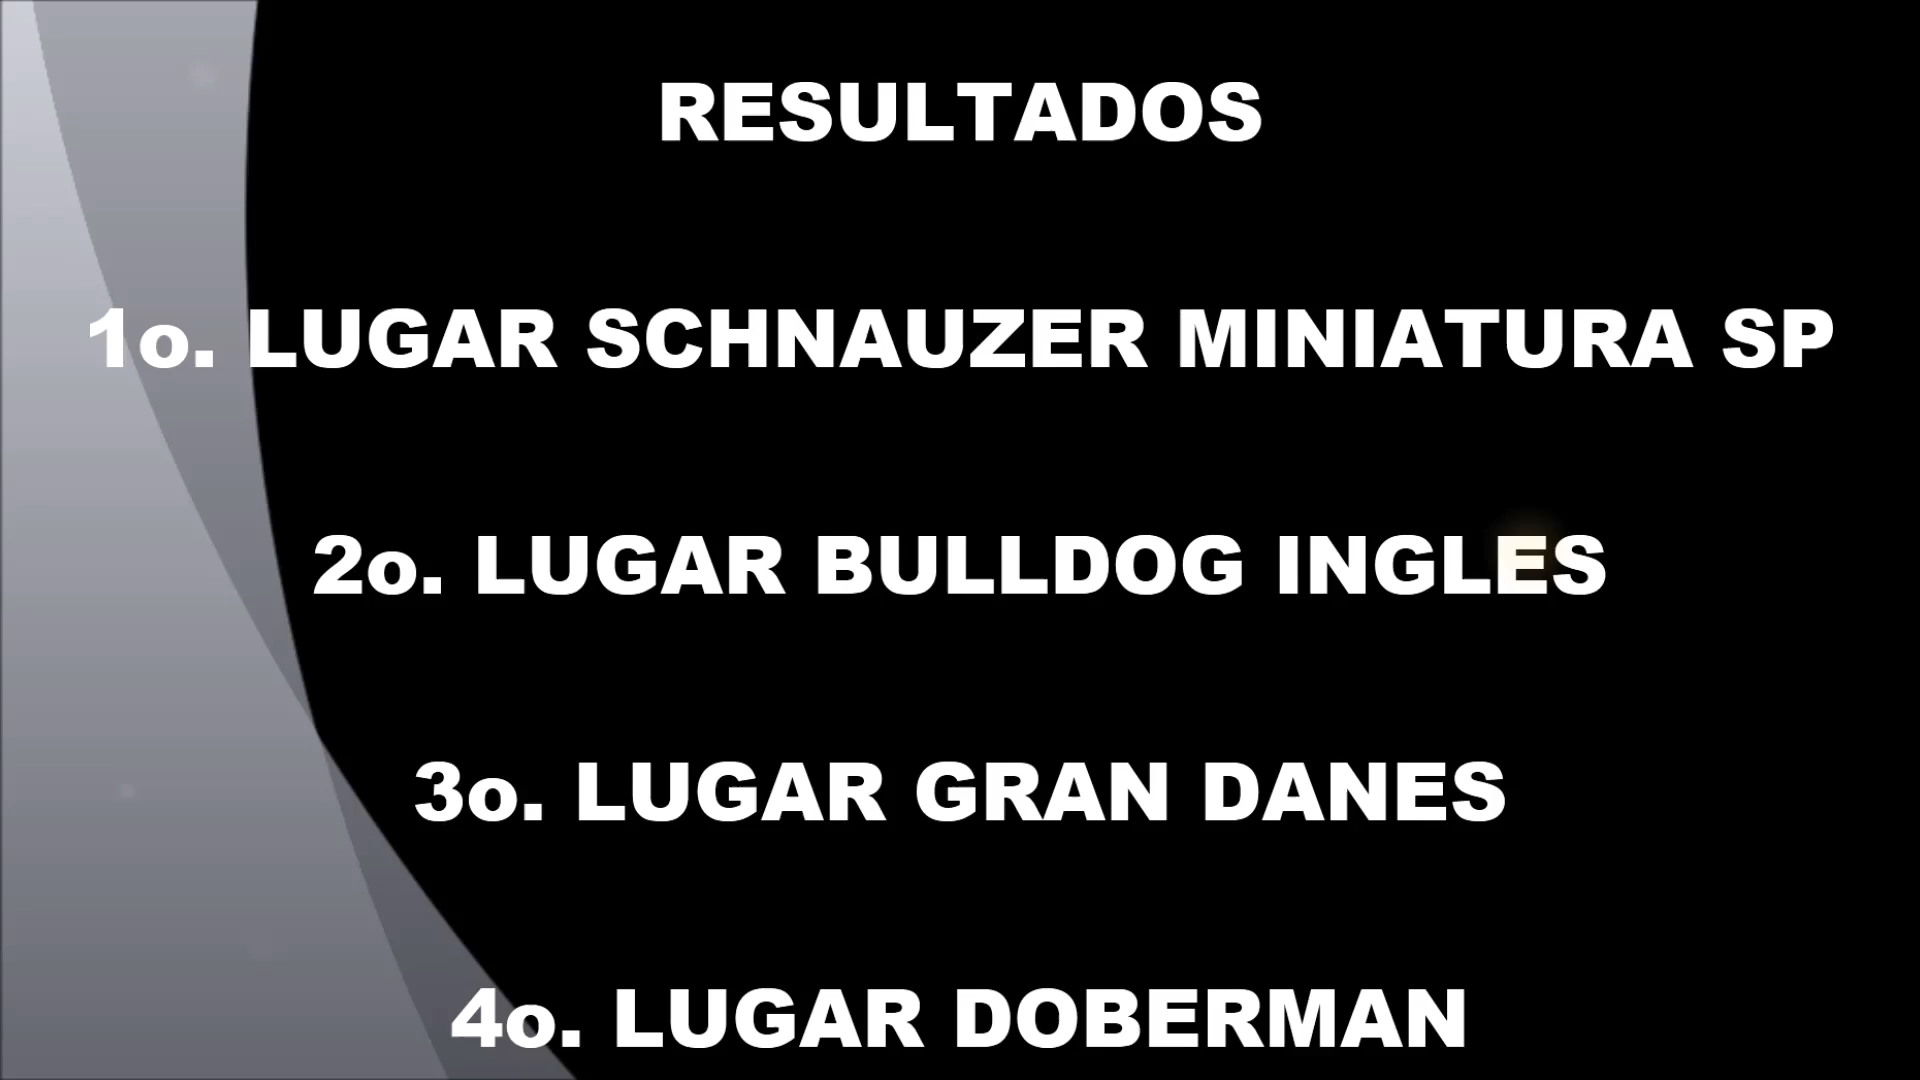 RESULTADOS
1o. LUGAR SCHNAUZER MINIATURA SP
2o. LUGAR BULLDOG INGLES
3o. LUGAR GRAN DANES
4o. LUGAR DOBERMAN